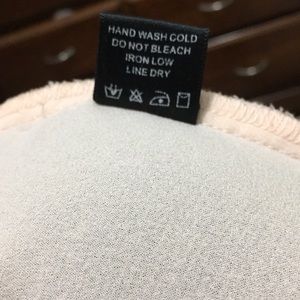 HAND WASH COLD
DO NOT BLEACH
IRON LOW
LINE DRY